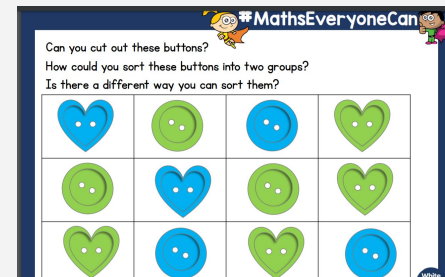 #MathsEveryoneCan
Can you cut out these buttons?
How could you sort these buttons into two groups?
Is there a different way you can sort them?
White